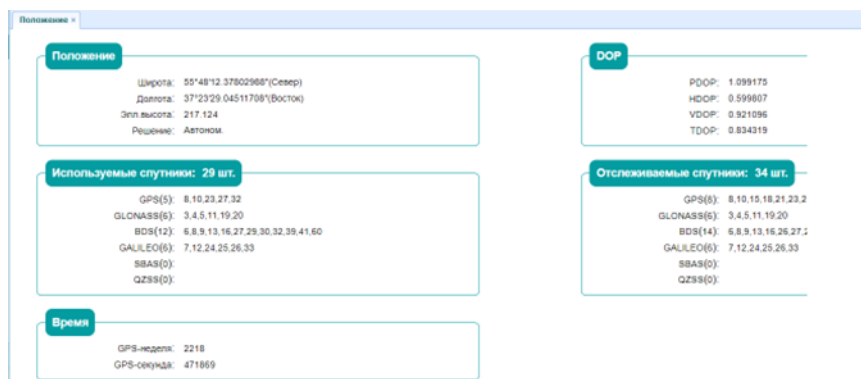 Положение ×
Положение
Широта: 55°48'12.37802988"(Север)
Долгота: 37°23'29.04511708"(Восток)
Элл.высота: 217.124
Решение: Автоном.
DOP
PDOP: 1.099175
HDOP: 0.599807
VDOP: 0.921096
TDOP: 0.834319
Используемые спутники: 29 шт.
GPS(5): 8,10,23,27,32
GLONASS(6): 3,4,5,11,19,20
BDS(12): 6,8,9,13,16,27,29,30,32,39,41,60
GALILEO(6): 7,12,24,25,26,33
SBAS(0):
QZSS(0):
Отслеживаемые спутники: 34 шт.
GPS(8): 8,10,15,18,21,23,2
GLONASS(6): 3,4,5,11,19,20
BDS(14): 6,8,9,13,16,26,27,2
GALILEO(6): 7,12,24,25,26,33
SBAS(0):
QZSS(0):
Время
GPS-неделя: 2218
GPS-секунда: 471869